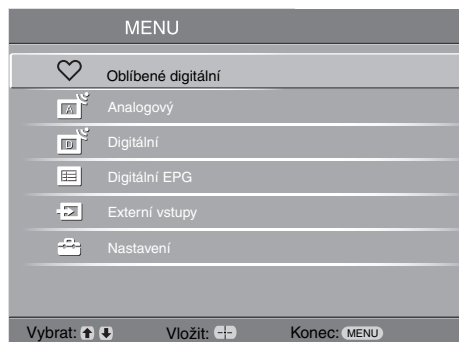 MENU
Oblíbené digitální
A Analogový
D Digitální
Digitální EPG
Externí vstupy
Nastavení
Vybrat: Vložit: Konec: MENU